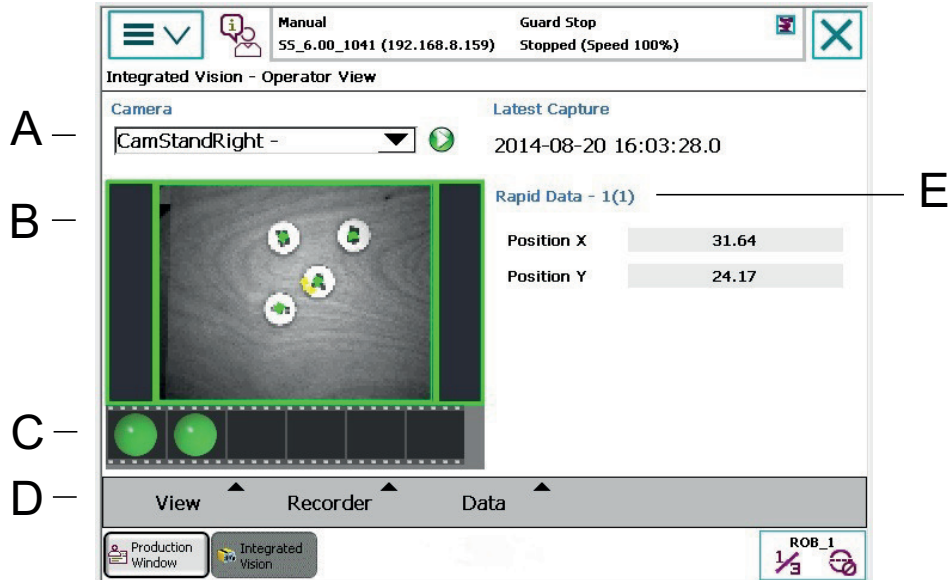 Manual Guard Stop
S5_6.00_1041 (192.168.8.159) Stopped (Speed 100%)
Integrated Vision - Operator View
Camera Latest Capture
A CamStandRight - 2014-08-20 16:03:28.0
B Rapid Data - 1(1) E
Position X 31.64
Position Y 24.17
C
D View Recorder Data
Production Window Integrated Vision ROB_1
1/3